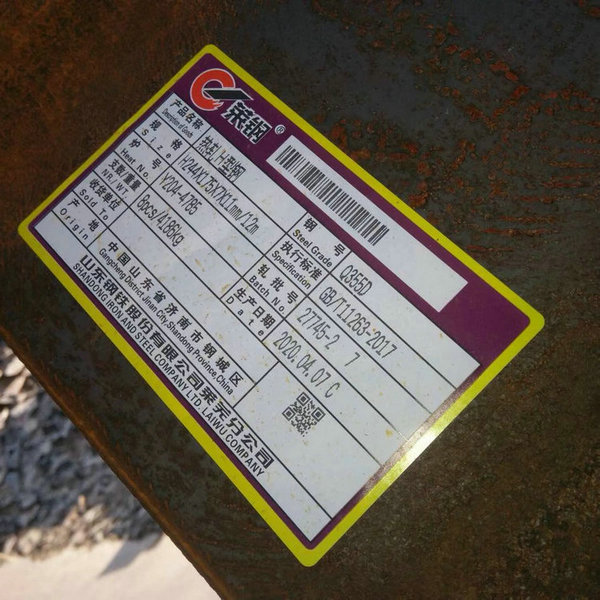 莱钢®
产品名称 热轧H型钢
Description of Goods
规格 H244X175X7X11mm/12m
Size
炉号 Y204-4785
Heat No.
支数/重量 8pcs/4186kg
NR/WT
收货单位
Sold To
产地 中国山东省济南市钢城区
Origin Gangcheng District,Jinan City,Shandong Province,China
钢号 Q355D
Steel Grade
执行标准 GB/T11263-2017
Specification
轧批号 27745-2 7
Batch No.
生产日期 2020.04.07 C
Date
山东钢铁股份有限公司莱芜分公司
SHANDONG IRON AND STEEL COMPANY LTD. LAIWU COMPANY